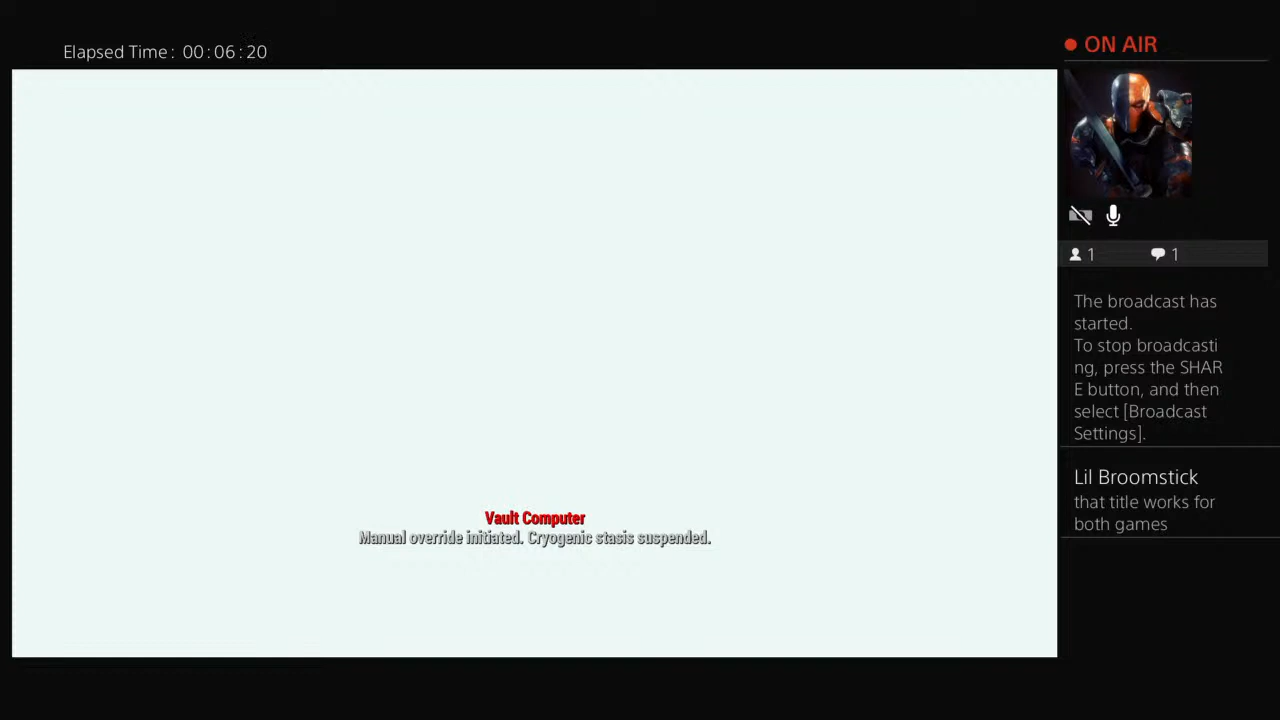 Elapsed Time: 00:06:20
ON AIR
1 1
The broadcast has
started.
To stop broadcasti
ng, press the SHAR
E button, and then
select [Broadcast
Settings].
Lil Broomstick
that title works for
both games
Vault Computer
Manual override initiated. Cryogenic stasis suspended.